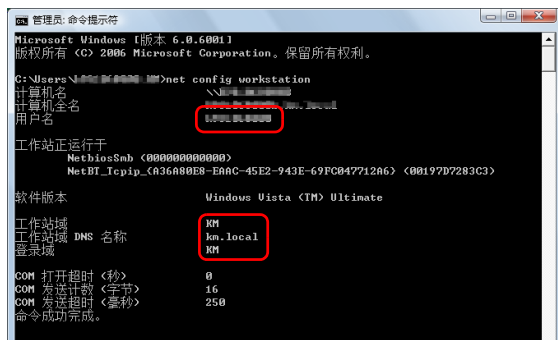 管理员: 命令提示符
Microsoft Windows [版本 6.0.6001]
版权所有 (C) 2006 Microsoft Corporation。保留所有权利。
C:\Users\ >net config workstation
计算机名 \\
计算机全名
用户名
工作站正运行于
NetbiosSmb (000000000000)
NetBT_Tcpip_{A36A80E8-EAAC-45E2-943E-69FC047712A6} (00197D7283C3)
软件版本 Windows Vista (TM) Ultimate
工作站域 KM
工作站域 DNS 名称 km.local
登录域 KM
COM 打开超时 (秒) 0
COM 发送计数 (字节) 16
COM 发送超时 (毫秒) 250
命令成功完成。